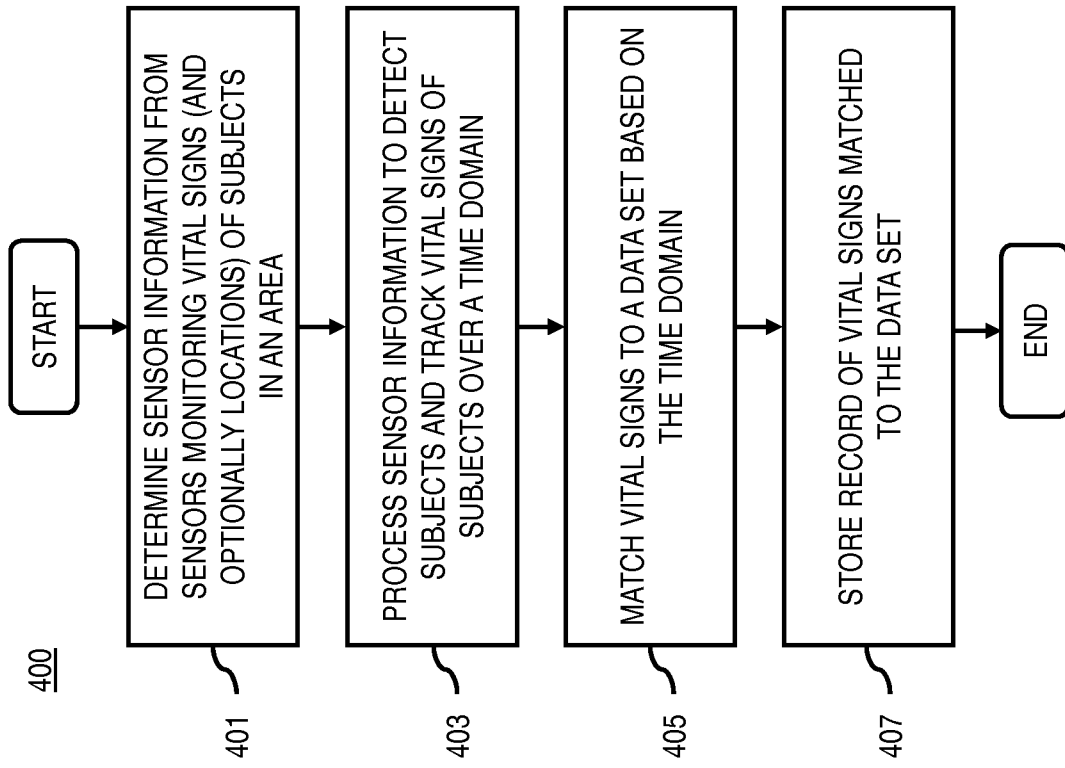 400
START
401
DETERMINE SENSOR INFORMATION FROM
SENSORS MONITORING VITAL SIGNS (AND
OPTIONALLY LOCATIONS) OF SUBJECTS
IN AN AREA
403
PROCESS SENSOR INFORMATION TO DETECT
SUBJECTS AND TRACK VITAL SIGNS OF
SUBJECTS OVER A TIME DOMAIN
405
MATCH VITAL SIGNS TO A DATA SET BASED ON
THE TIME DOMAIN
407
STORE RECORD OF VITAL SIGNS MATCHED
TO THE DATA SET
END